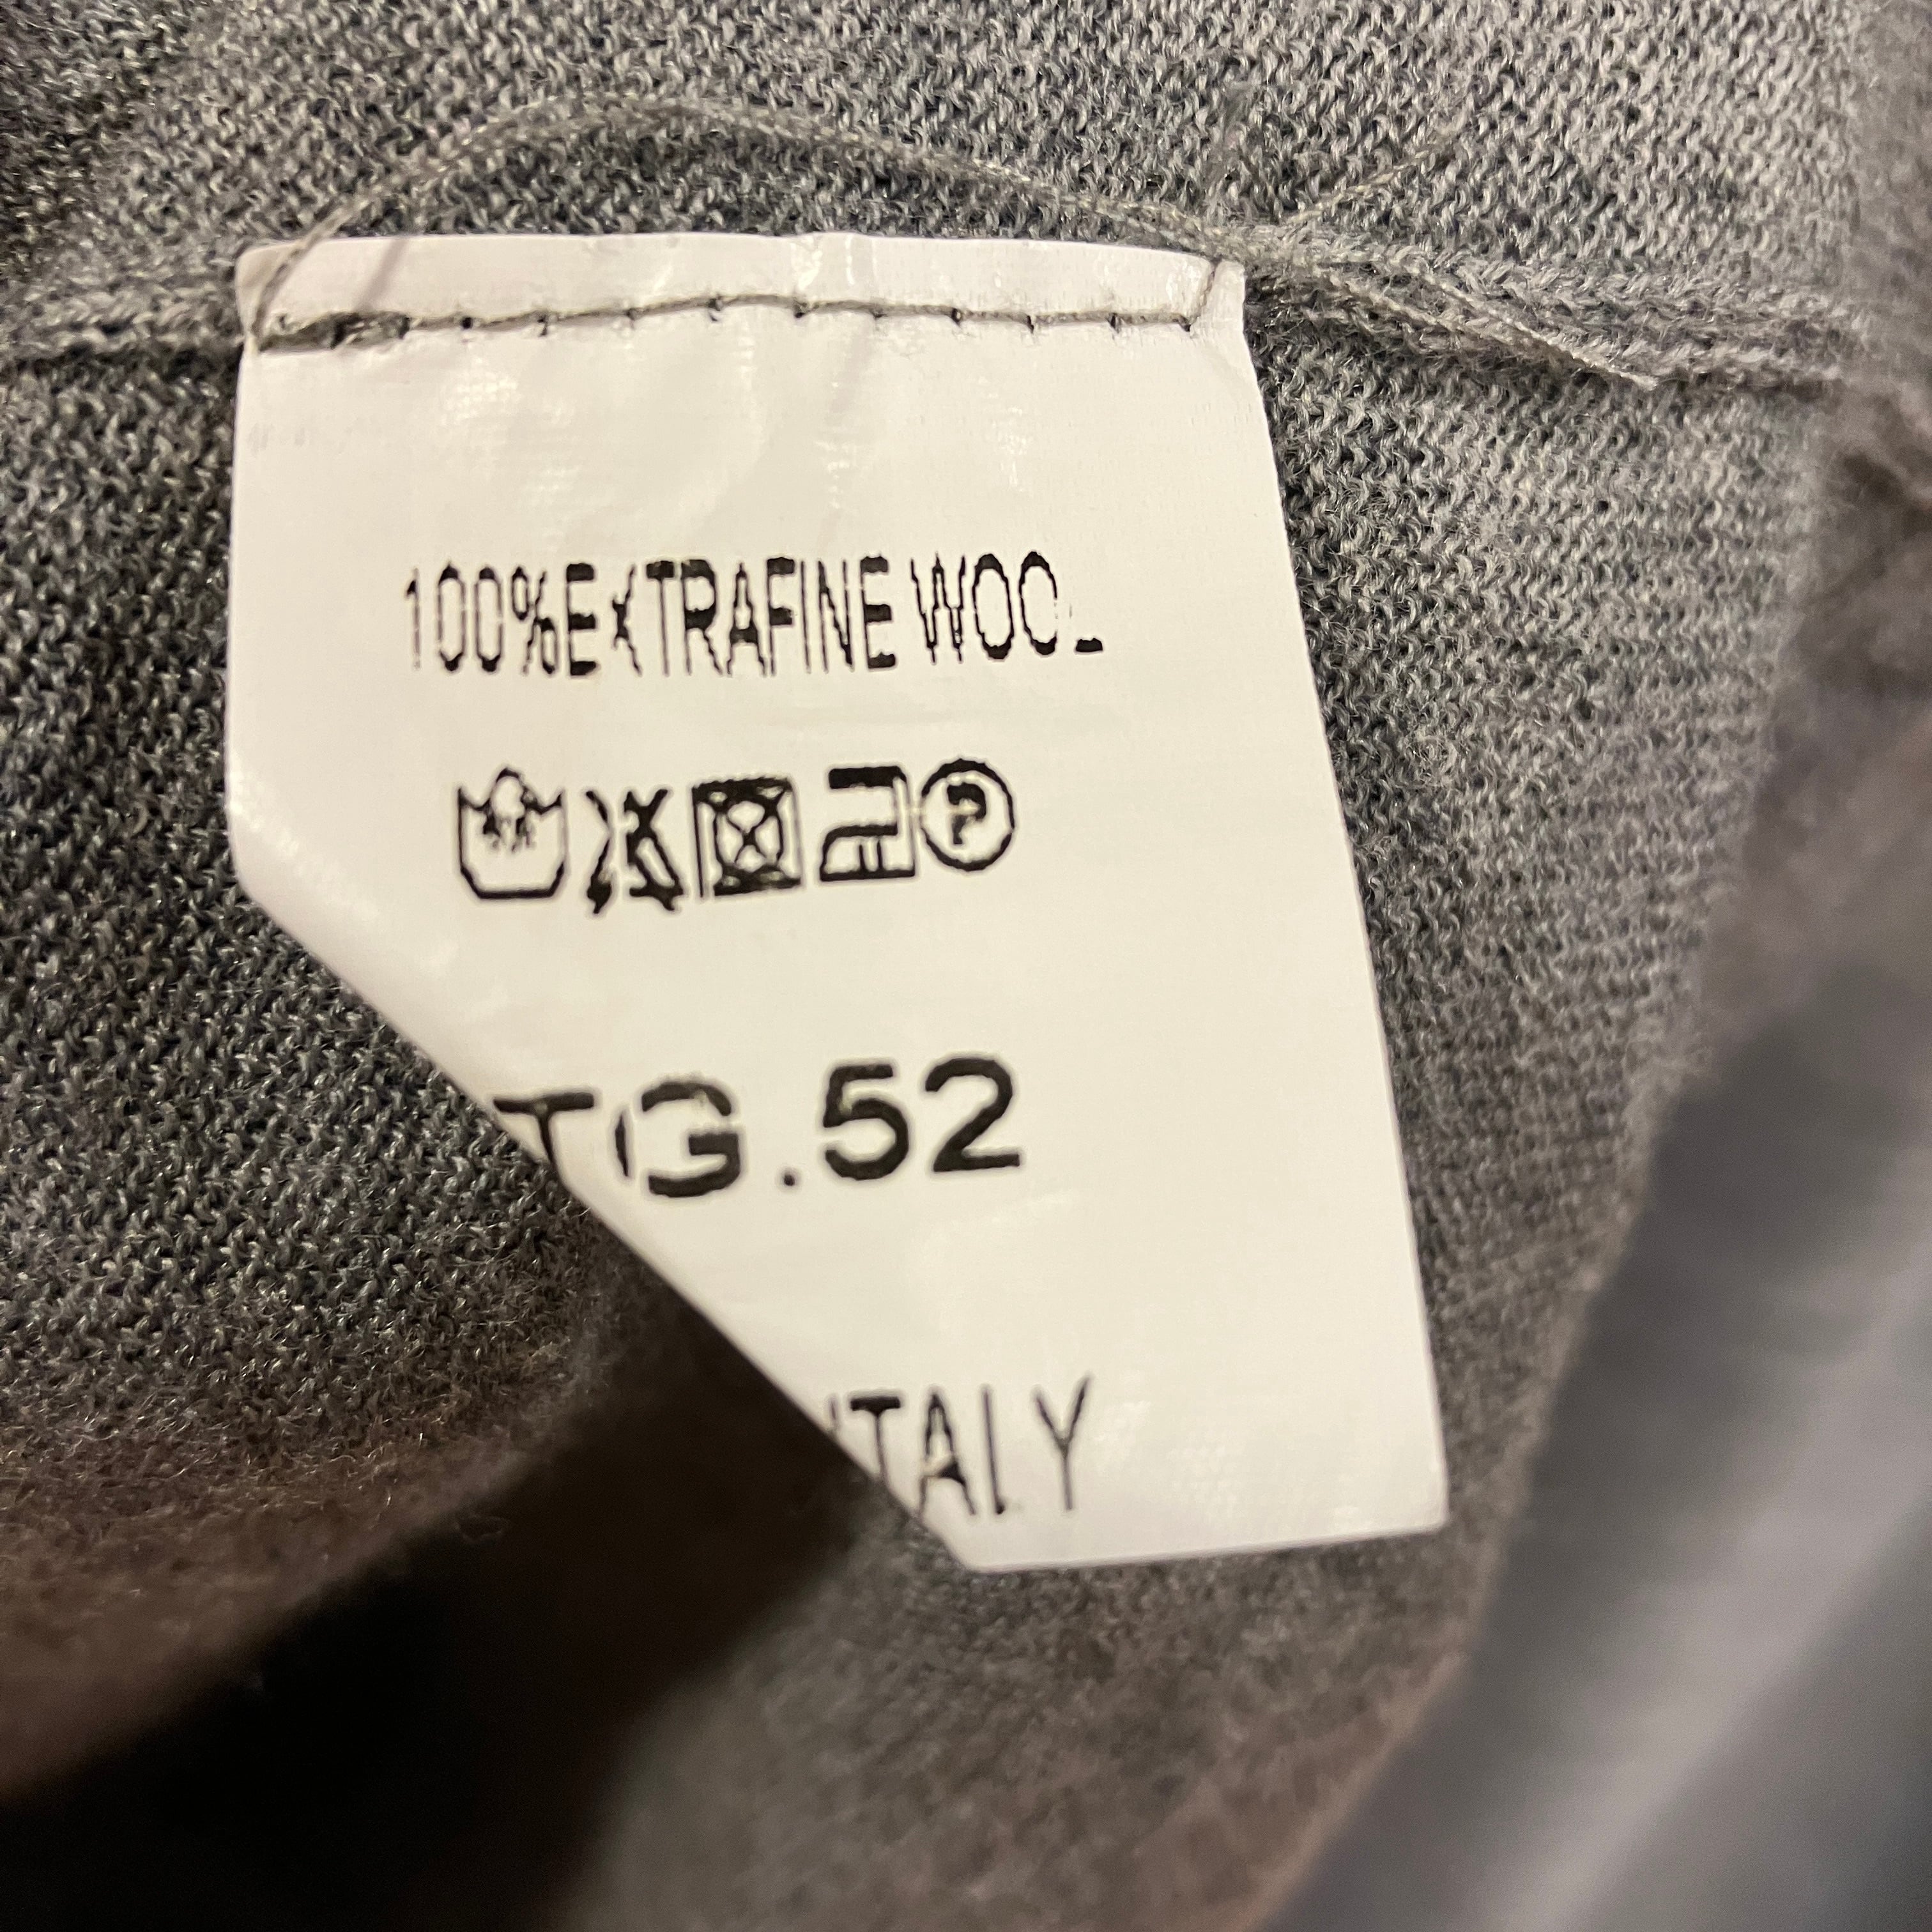 100%EXTRAFINE WOOL
P
TG.52
ITALY